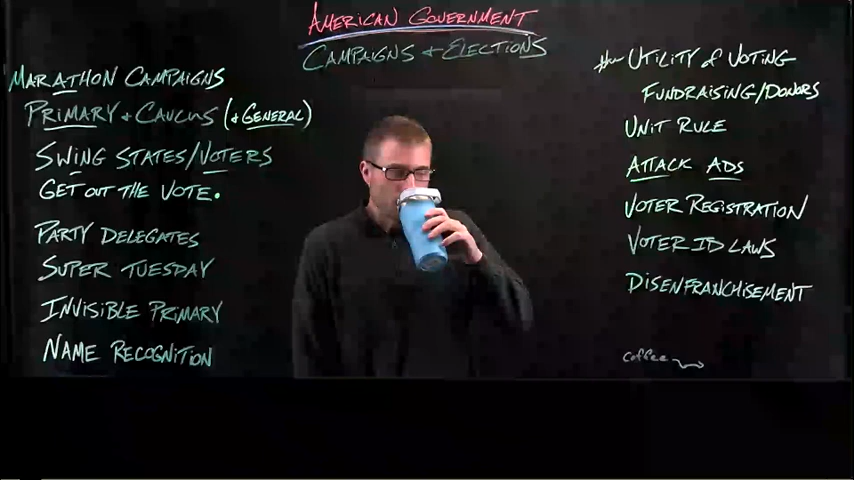 AMERICAN GOVERNMENT
CAMPAIGNS & ELECTIONS
MARATHON CAMPAIGNS
PRIMARY + CAUCUS (+ GENERAL)
SWING STATES/VOTERS
GET OUT THE VOTE.
PARTY DELEGATES
SUPER TUESDAY
INVISIBLE PRIMARY
NAME RECOGNITION
UTILITY of VOTING
FUNDRAISING/DONORS
UNIT RULE
ATTACK ADS
VOTER REGISTRATION
VOTER ID LAWS
DISENFRANCHISEMENT
coffee